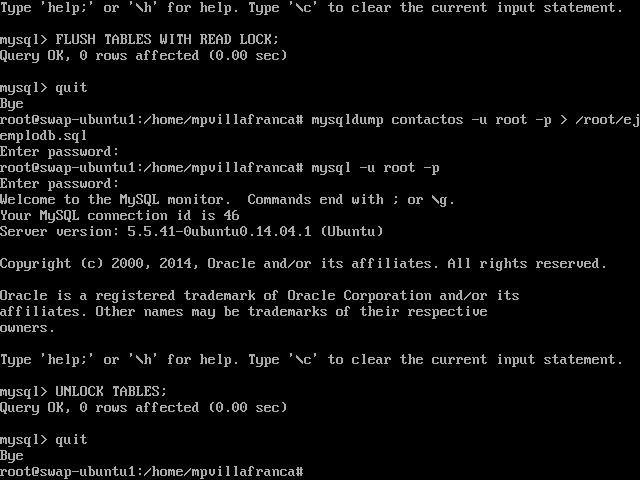 Type 'help;' or '\h' for help. Type '\c' to clear the current input statement.
mysql> FLUSH TABLES WITH READ LOCK;
Query OK, 0 rows affected (0.00 sec)
mysql> quit
Bye
root@swap-ubuntu1:/home/mpvillafranca# mysqldump contactos -u root -p > /root/ej
emplodb.sql
Enter password:
root@swap-ubuntu1:/home/mpvillafranca# mysql -u root -p
Enter password:
Welcome to the MySQL monitor.  Commands end with ; or \g.
Your MySQL connection id is 46
Server version: 5.5.41-0ubuntu0.14.04.1 (Ubuntu)
Copyright (c) 2000, 2014, Oracle and/or its affiliates. All rights reserved.
Oracle is a registered trademark of Oracle Corporation and/or its
affiliates. Other names may be trademarks of their respective
owners.
Type 'help;' or '\h' for help. Type '\c' to clear the current input statement.
mysql> UNLOCK TABLES;
Query OK, 0 rows affected (0.00 sec)
mysql> quit
Bye
root@swap-ubuntu1:/home/mpvillafranca#